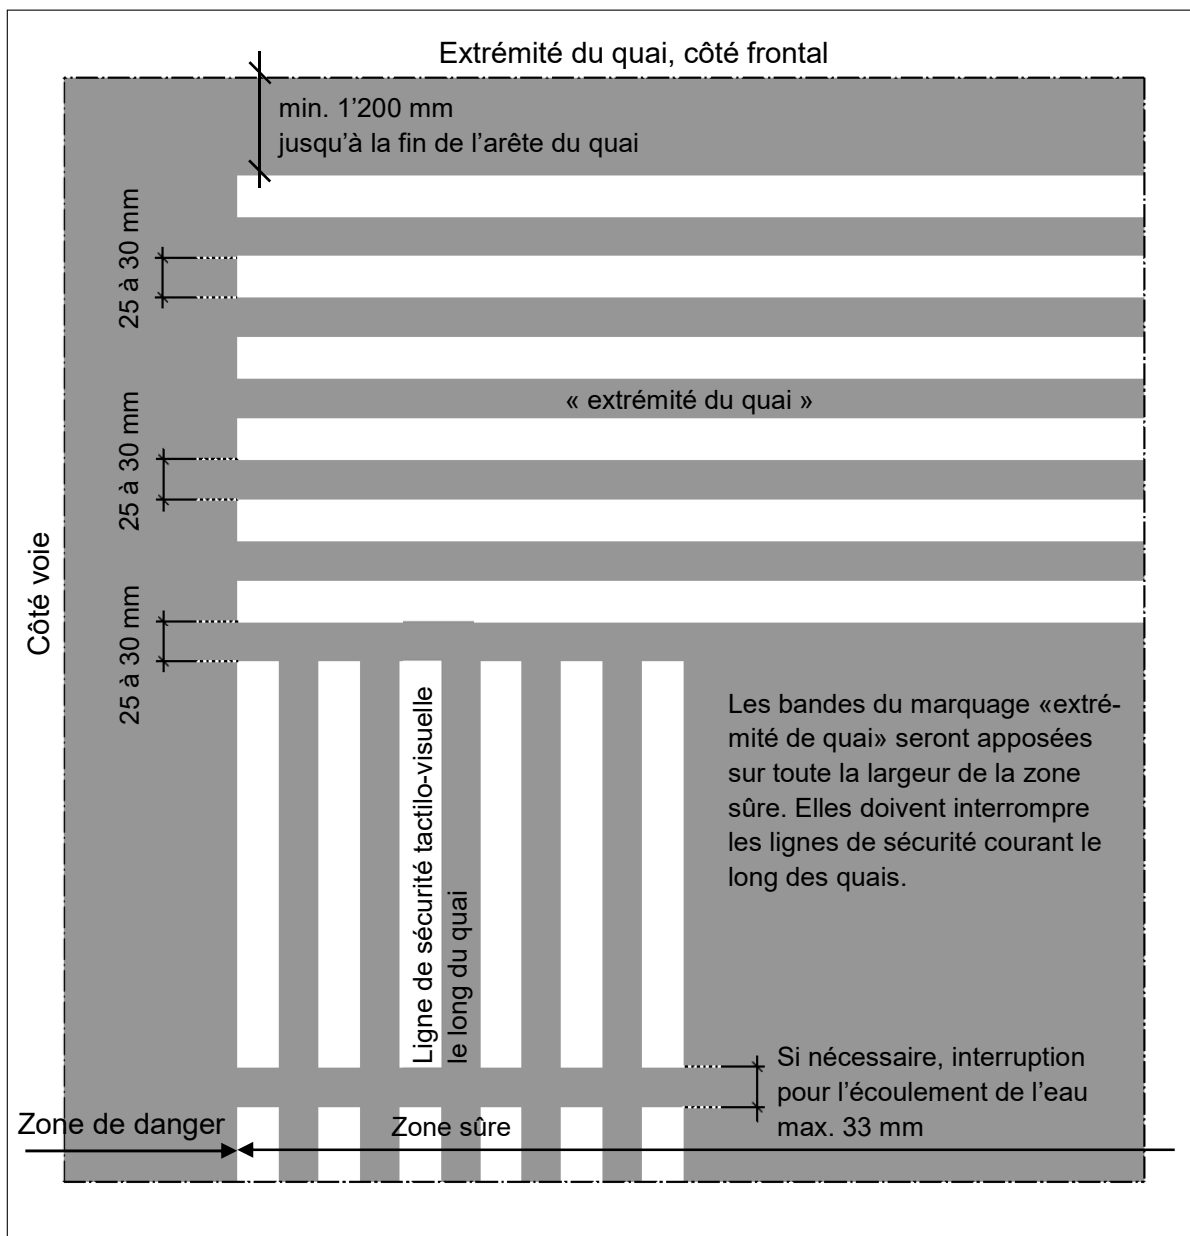 Extrémité du quai, côté frontal
min. 1’200 mm
jusqu’à la fin de l’arête du quai
25 à 30 mm
« extrémité du quai »
25 à 30 mm
Côté voie
25 à 30 mm
Ligne de sécurité tactilo-visuelle
le long du quai
Les bandes du marquage «extré-
mité de quai» seront apposées
sur toute la largeur de la zone
sûre. Elles doivent interrompre
les lignes de sécurité courant le
long des quais.
Si nécessaire, interruption
pour l’écoulement de l’eau
max. 33 mm
Zone de danger
Zone sûre